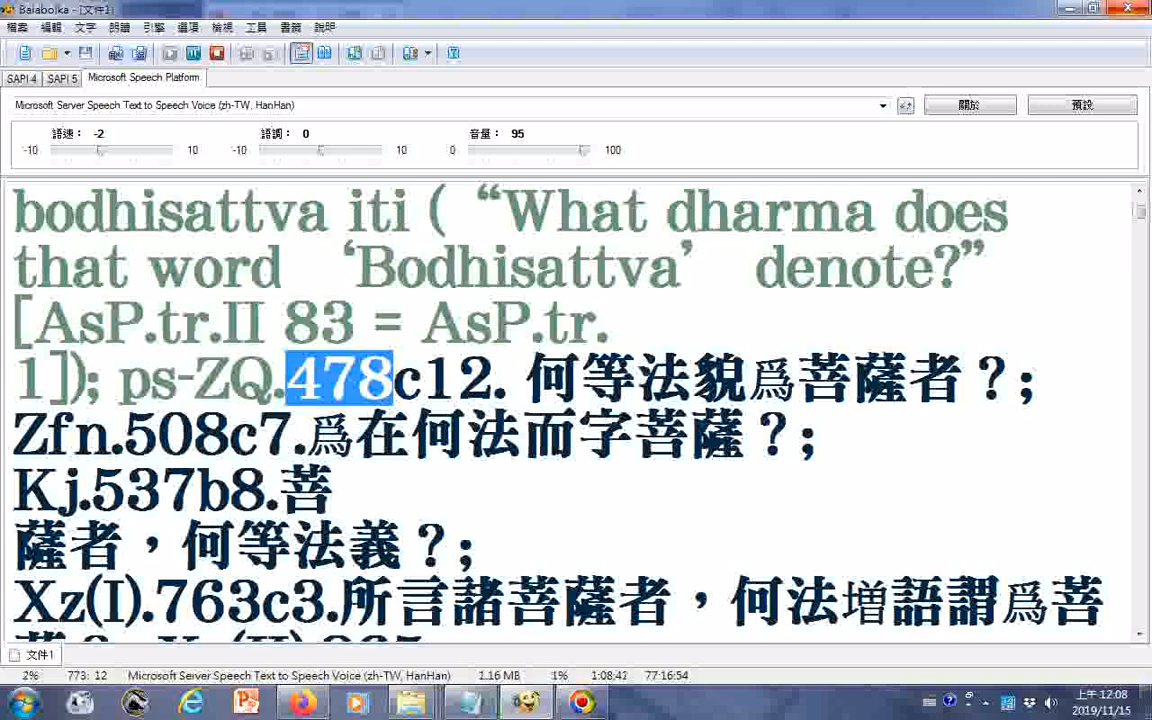 Balabolka - [文件1]
檔案 編輯 文字 朗讀 引擎 選項 檢視 工具 書籤 說明
SAPI 4 SAPI 5 Microsoft Speech Platform
Microsoft Server Speech Text to Speech Voice (zh-TW, HanHan) 關於 預設
語速： -2 語調： 0 音量： 95
-10 10 -10 10 0 100
bodhisattva iti ( “What dharma does
that word ‘Bodhisattva’ denote?”
[AsP.tr.II 83 = AsP.tr.
1]); ps-ZQ.478c12. 何等法貌爲菩薩者？;
Zfn.508c7.爲在何法而字菩薩？;
Kj.537b8.菩
薩者，何等法義？;
Xz(I).763c3.所言諸菩薩者，何法増語謂爲菩
文件1
2% 773: 12 Microsoft Server Speech Text to Speech Voice (zh-TW, HanHan) 1.16 MB 1% 1:08:42 77:16:54
上午 12:08
2019/11/15